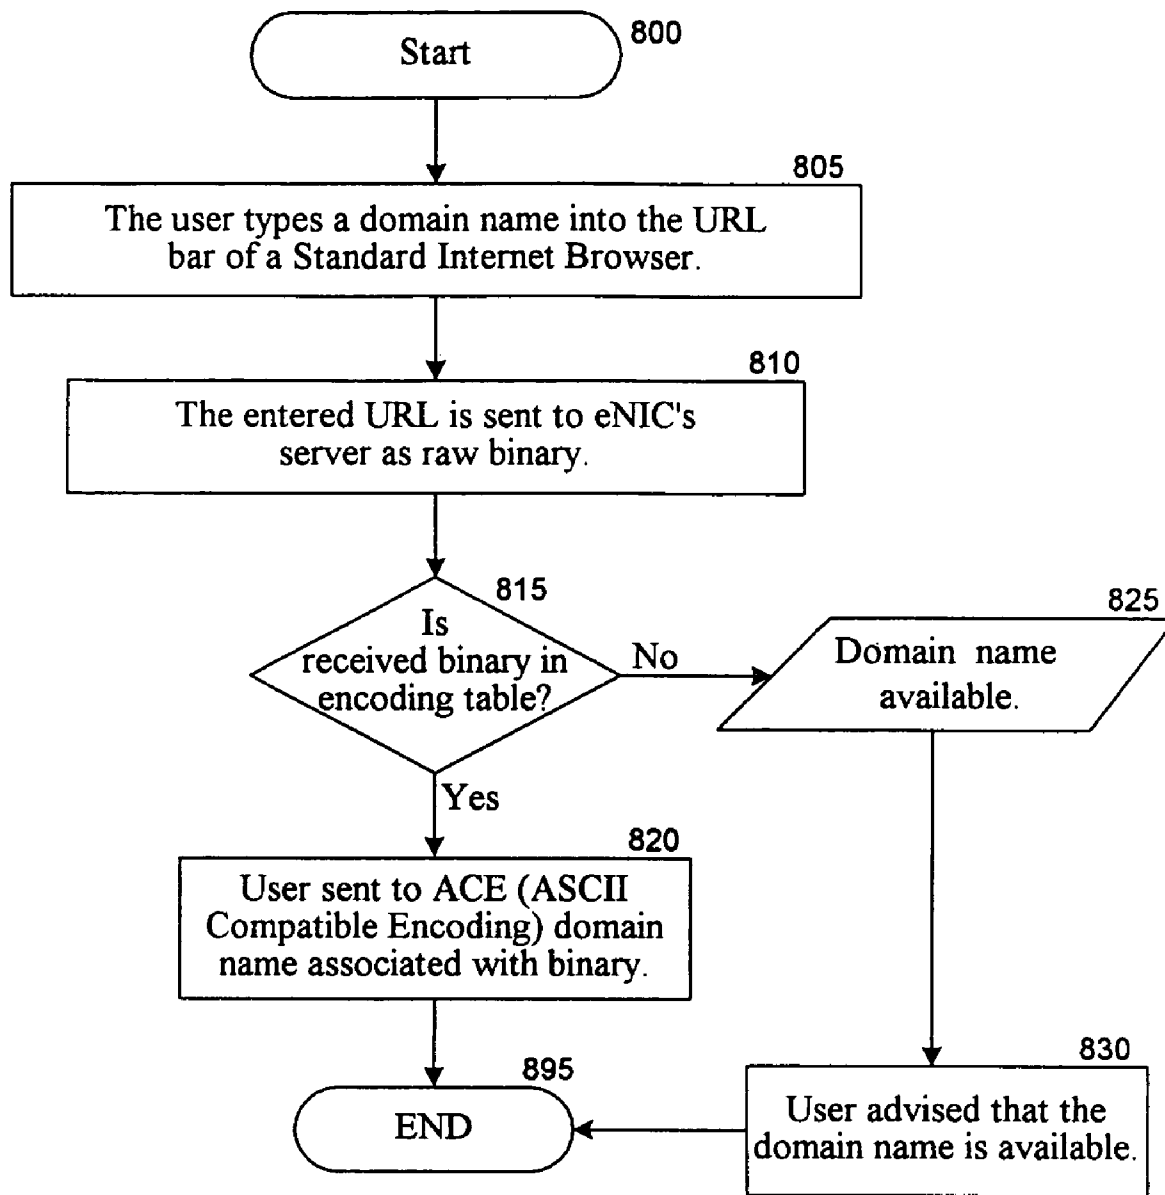 Start
800
805
The user types a domain name into the URL
bar of a Standard Internet Browser.
810
The entered URL is sent to eNIC's
server as raw binary.
815
Is
received binary in
encoding table?
No
825
Domain name
available.
Yes
820
User sent to ACE (ASCII
Compatible Encoding) domain
name associated with binary.
830
User advised that the
domain name is available.
895
END